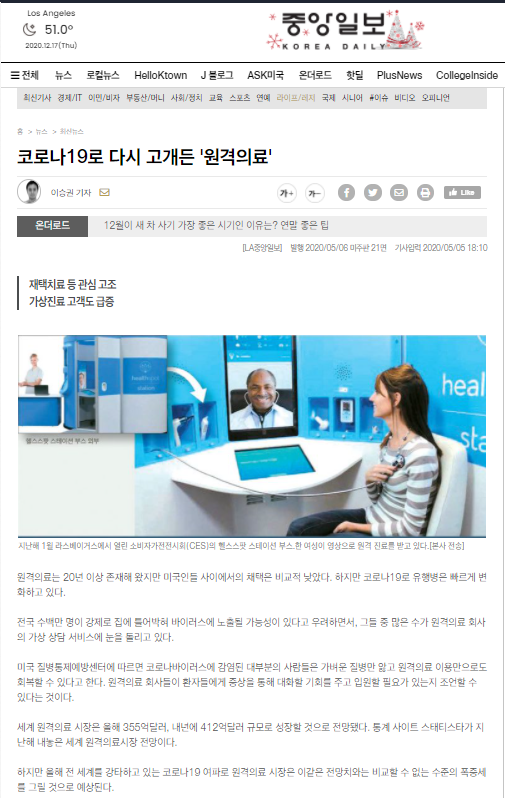 Los Angeles
51.0°
2020.12.17(Thu)
중앙일보
KOREA DAILY
전체 뉴스 로컬뉴스 HelloKtown J 블로그 ASK미국 온더로드 핫딜 PlusNews CollegeInside
최신기사 경제/IT 이민/비자 부동산/머니 사회/정치 교육 스포츠 연예 라이프/레저 국제 시니어 #이슈 비디오 오피니언
홈 > 뉴스 > 최신뉴스
코로나19로 다시 고개든 '원격의료'
이승권 기자
가+ 가- Like
온더로드 12월이 새 차 사기 가장 좋은 시기인 이유는? 연말 좋은 팁
[LA중앙일보] 발행 2020/05/06 미주판 21면 기사입력 2020/05/05 18:10
재택치료 등 관심 고조
가상진료 고객도 급증
헬스스팟 스테이션 부스 외부
지난해 1월 라스베이거스에서 열린 소비자가전전시회(CES)의 헬스스팟 스테이션 부스.한 여성이 영상으로 원격 진료를 받고 있다.[본사 전송]
원격의료는 20년 이상 존재해 왔지만 미국인들 사이에서의 채택은 비교적 낮았다. 하지만 코로나19로 유행병은 빠르게 변
화하고 있다.
전국 수백만 명이 강제로 집에 틀어박혀 바이러스에 노출될 가능성이 있다고 우려하면서, 그들 중 많은 수가 원격의료 회사
의 가상 상담 서비스에 눈을 돌리고 있다.
미국 질병통제예방센터에 따르면 코로나바이러스에 감염된 대부분의 사람들은 가벼운 질병만 앓고 원격의료 이용만으로도
회복할 수 있다고 한다. 원격의료 회사들이 환자들에게 증상을 통해 대화할 기회를 주고 입원할 필요가 있는지 조언할 수
있다는 것이다.
세계 원격의료 시장은 올해 355억달러, 내년에 412억달러 규모로 성장할 것으로 전망됐다. 통계 사이트 스태티스타가 지
난해 내놓은 세계 원격의료시장 전망이다.
하지만 올해 전 세계를 강타하고 있는 코로나19 여파로 원격의료 시장은 이같은 전망치와는 비교할 수 없는 수준의 폭증세
를 그릴 것으로 예상된다.